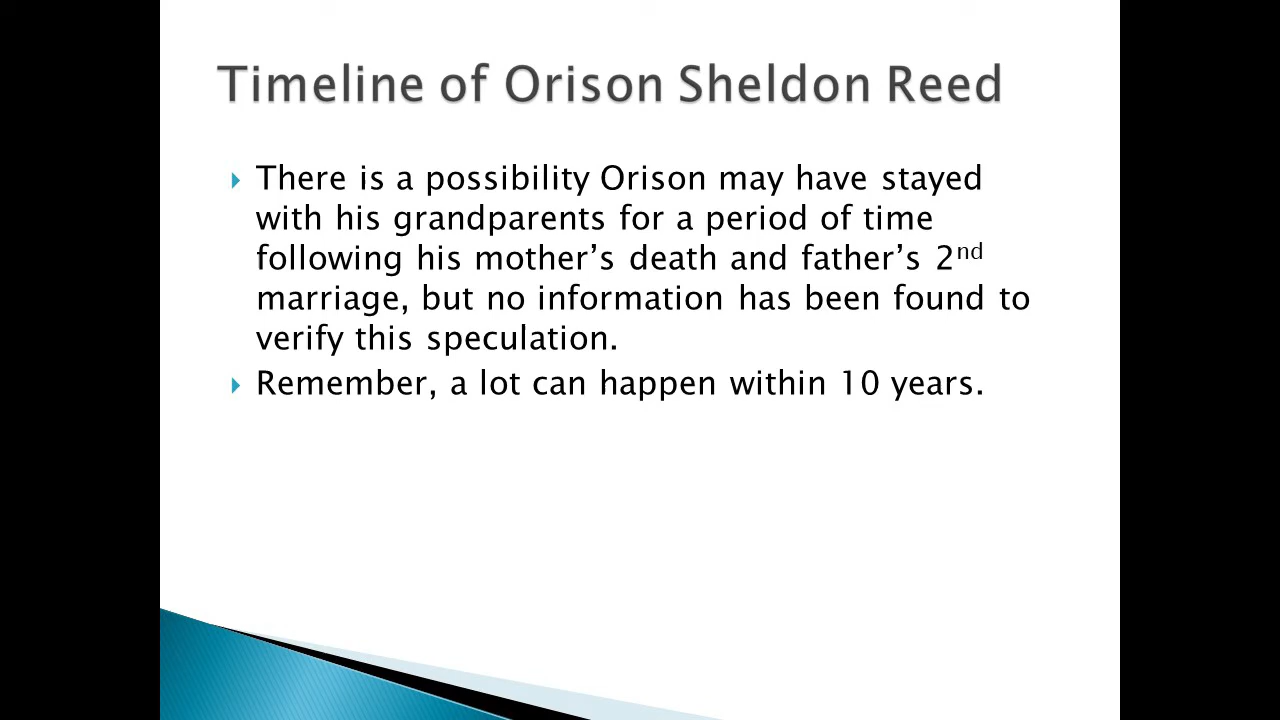 Timeline of Orison Sheldon Reed
There is a possibility Orison may have stayed
with his grandparents for a period of time
following his mother’s death and father’s 2nd
marriage, but no information has been found to
verify this speculation.
Remember, a lot can happen within 10 years.